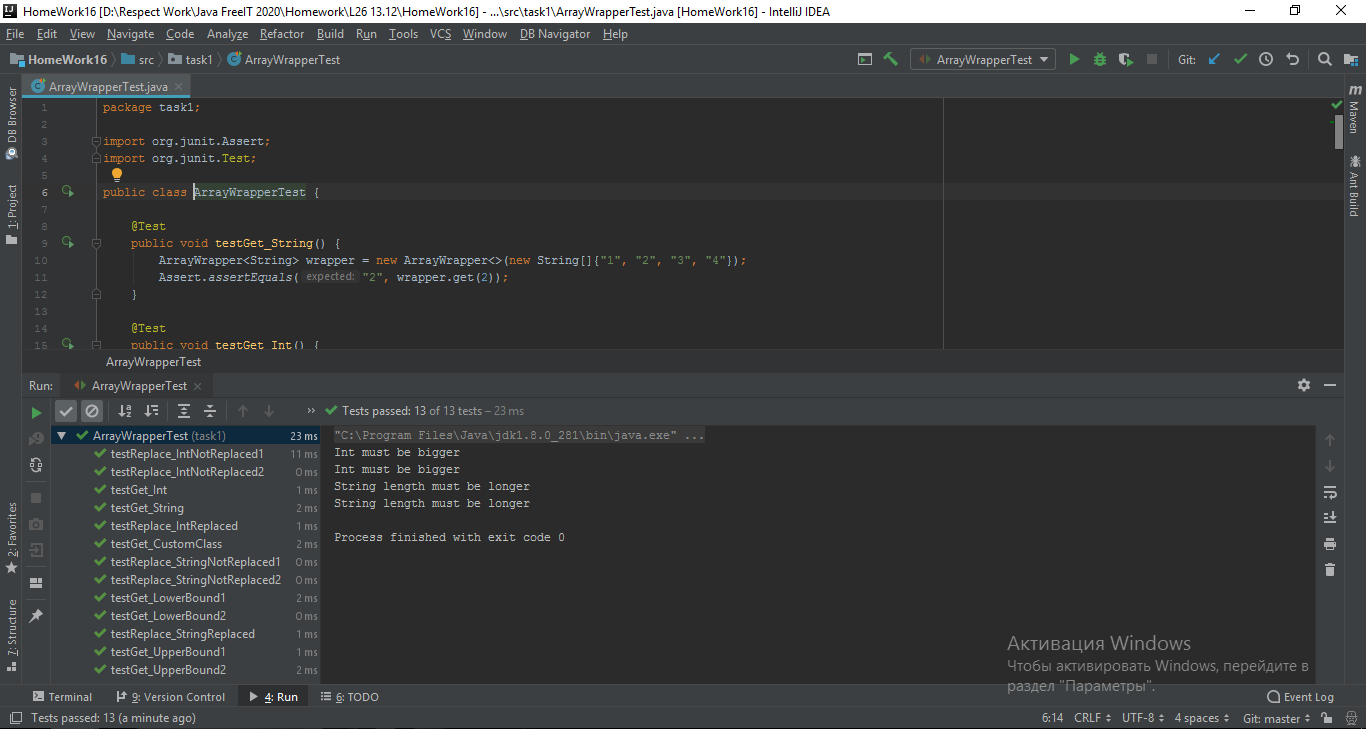 HomeWork16 [D:\Respect Work\Java FreeIT 2020\Homework\L26 13.12\HomeWork16] - ...\src\task1\ArrayWrapperTest.java [HomeWork16] - IntelliJ IDEA
File Edit View Navigate Code Analyze Refactor Build Run Tools VCS Window DB Navigator Help
HomeWork16 src task1 ArrayWrapperTest ArrayWrapperTest Git:
ArrayWrapperTest.java
DB Browser
1: Project
2: Favorites
Z: Structure
m Maven
Ant Build
1 package task1;
2
3 import org.junit.Assert;
4 import org.junit.Test;
5
6 public class ArrayWrapperTest {
7
8 @Test
9 public void testGet_String() {
10 ArrayWrapper<String> wrapper = new ArrayWrapper<>(new String[]{"1", "2", "3", "4"});
11 Assert.assertEquals( expected: "2", wrapper.get(2));
12 }
13
14 @Test
15 public void testGet_Int() {
ArrayWrapperTest
Run: ArrayWrapperTest
Tests passed: 13 of 13 tests – 23 ms
ArrayWrapperTest (task1) 23 ms
testReplace_IntNotReplaced1 11 ms
testReplace_IntNotReplaced2 0 ms
testGet_Int 1 ms
testGet_String 2 ms
testReplace_IntReplaced 1 ms
testGet_CustomClass 2 ms
testReplace_StringNotReplaced1 0 ms
testReplace_StringNotReplaced2 0 ms
testGet_LowerBound1 2 ms
testGet_LowerBound2 0 ms
testReplace_StringReplaced 1 ms
testGet_UpperBound1 1 ms
testGet_UpperBound2 2 ms
"C:\Program Files\Java\jdk1.8.0_281\bin\java.exe" ...
Int must be bigger
Int must be bigger
String length must be longer
String length must be longer
Process finished with exit code 0
Активация Windows
Чтобы активировать Windows, перейдите в
раздел "Параметры".
Terminal 9: Version Control 4: Run 6: TODO Event Log
Tests passed: 13 (a minute ago) 6:14 CRLF UTF-8 4 spaces Git: master